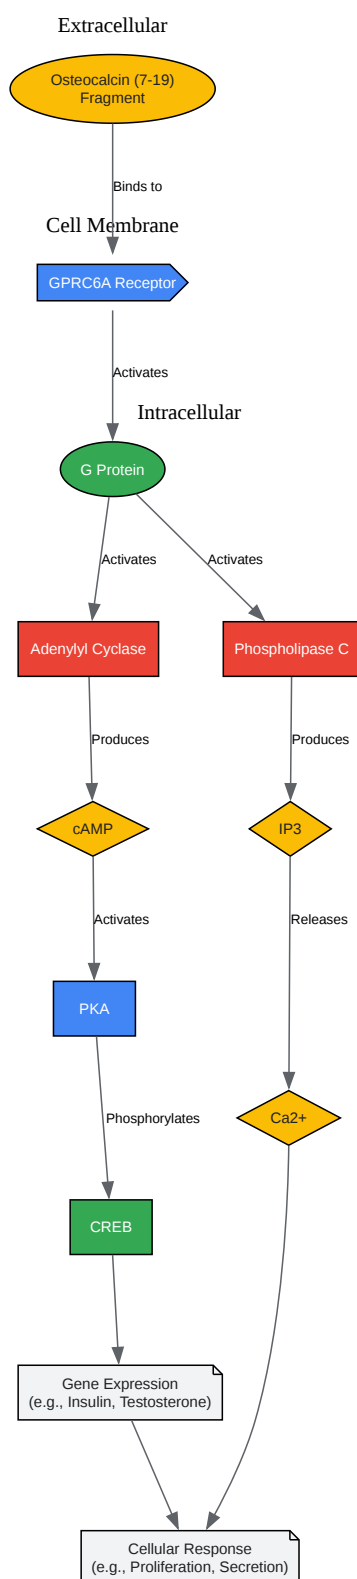 Extracellular
Osteocalcin (7-19)
Fragment
Binds to
Cell Membrane
GPRC6A Receptor
Activates
Intracellular
G Protein
Activates
Activates
Adenylyl Cyclase
Phospholipase C
Produces
Produces
cAMP
IP3
Activates
Releases
PKA
Ca2+
Phosphorylates
CREB
Gene Expression
(e.g., Insulin, Testosterone)
Cellular Response
(e.g., Proliferation, Secretion)